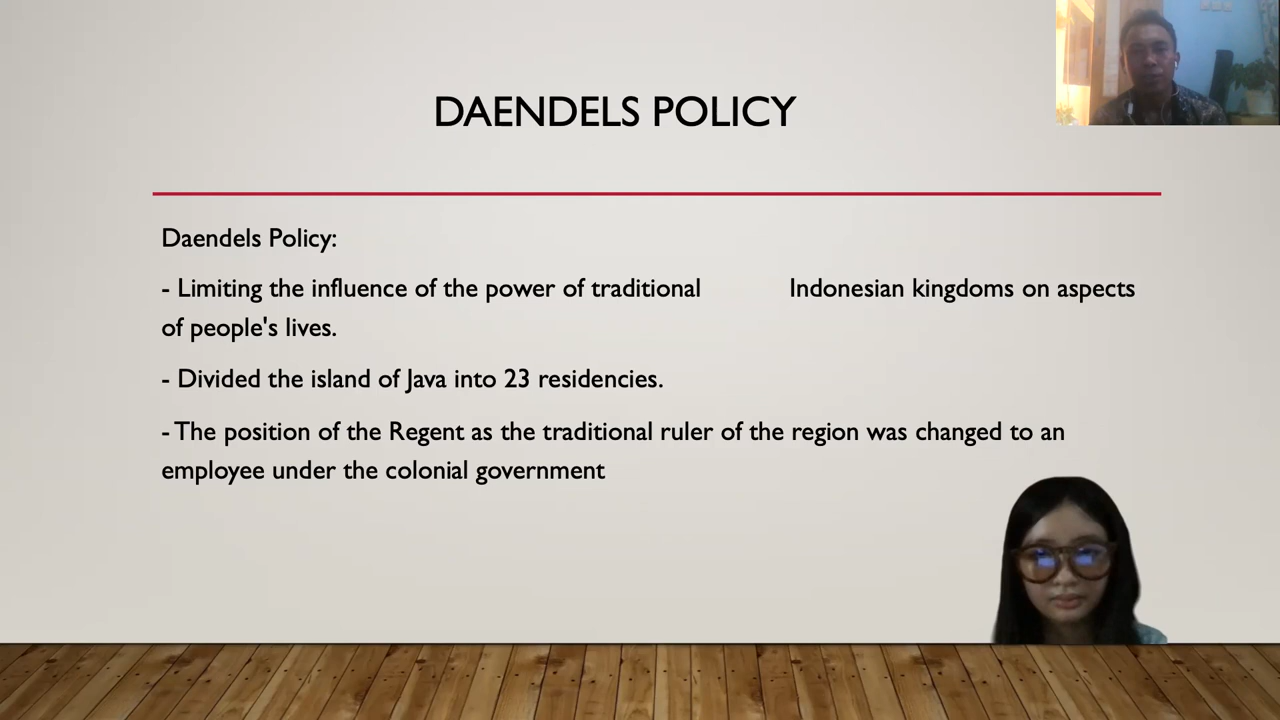 DAENDELS POLICY
Daendels Policy:
- Limiting the influence of the power of traditional Indonesian kingdoms on aspects
of people's lives.
- Divided the island of Java into 23 residencies.
- The position of the Regent as the traditional ruler of the region was changed to an
employee under the colonial government